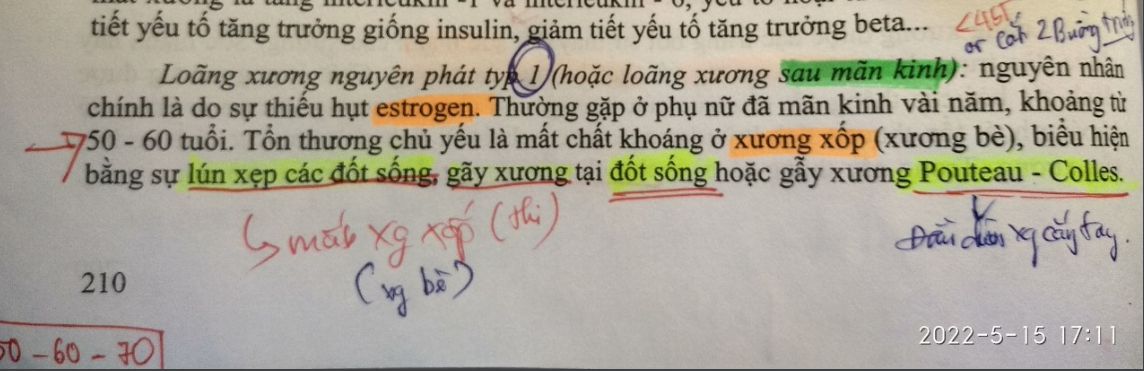 tiết yếu tố tăng trưởng giống insulin, giảm tiết yếu tố tăng trưởng beta...
<45T
or cắt 2 Buồng trứng
Loãng xương nguyên phát typ 1 (hoặc loãng xương sau mãn kinh): nguyên nhân
chính là do sự thiếu hụt estrogen. Thường gặp ở phụ nữ đã mãn kinh vài năm, khoảng từ
50 - 60 tuổi. Tổn thương chủ yếu là mất chất khoáng ở xương xốp (xương bè), biểu hiện
bằng sự lún xẹp các đốt sống, gãy xương tại đốt sống hoặc gẫy xương Pouteau - Colles.
mất xg xốp (thi)
(xg bè)
Đầu dưới xg cẳng tay.
210
50 - 60 - 70
2022-5-15 17:11